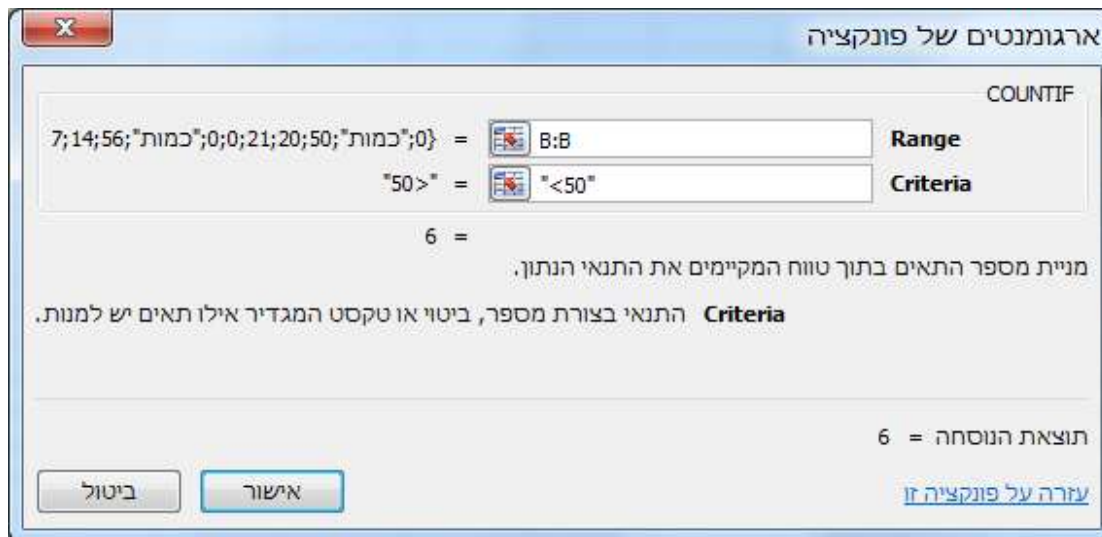 ארגומנטים של פונקציה
COUNTIF
Range B:B = {0;"כמות";50;20;21;0;0;"כמות";56;14;7
Criteria "<50" = "<50"
= 6
מניית מספר התאים בתוך טווח המקיימים את התנאי הנתון.
Criteria התנאי בצורת מספר, ביטוי או טקסט המגדיר אילו תאים יש למנות.
תוצאת הנוסחה = 6
עזרה על פונקציה זו
אישור ביטול